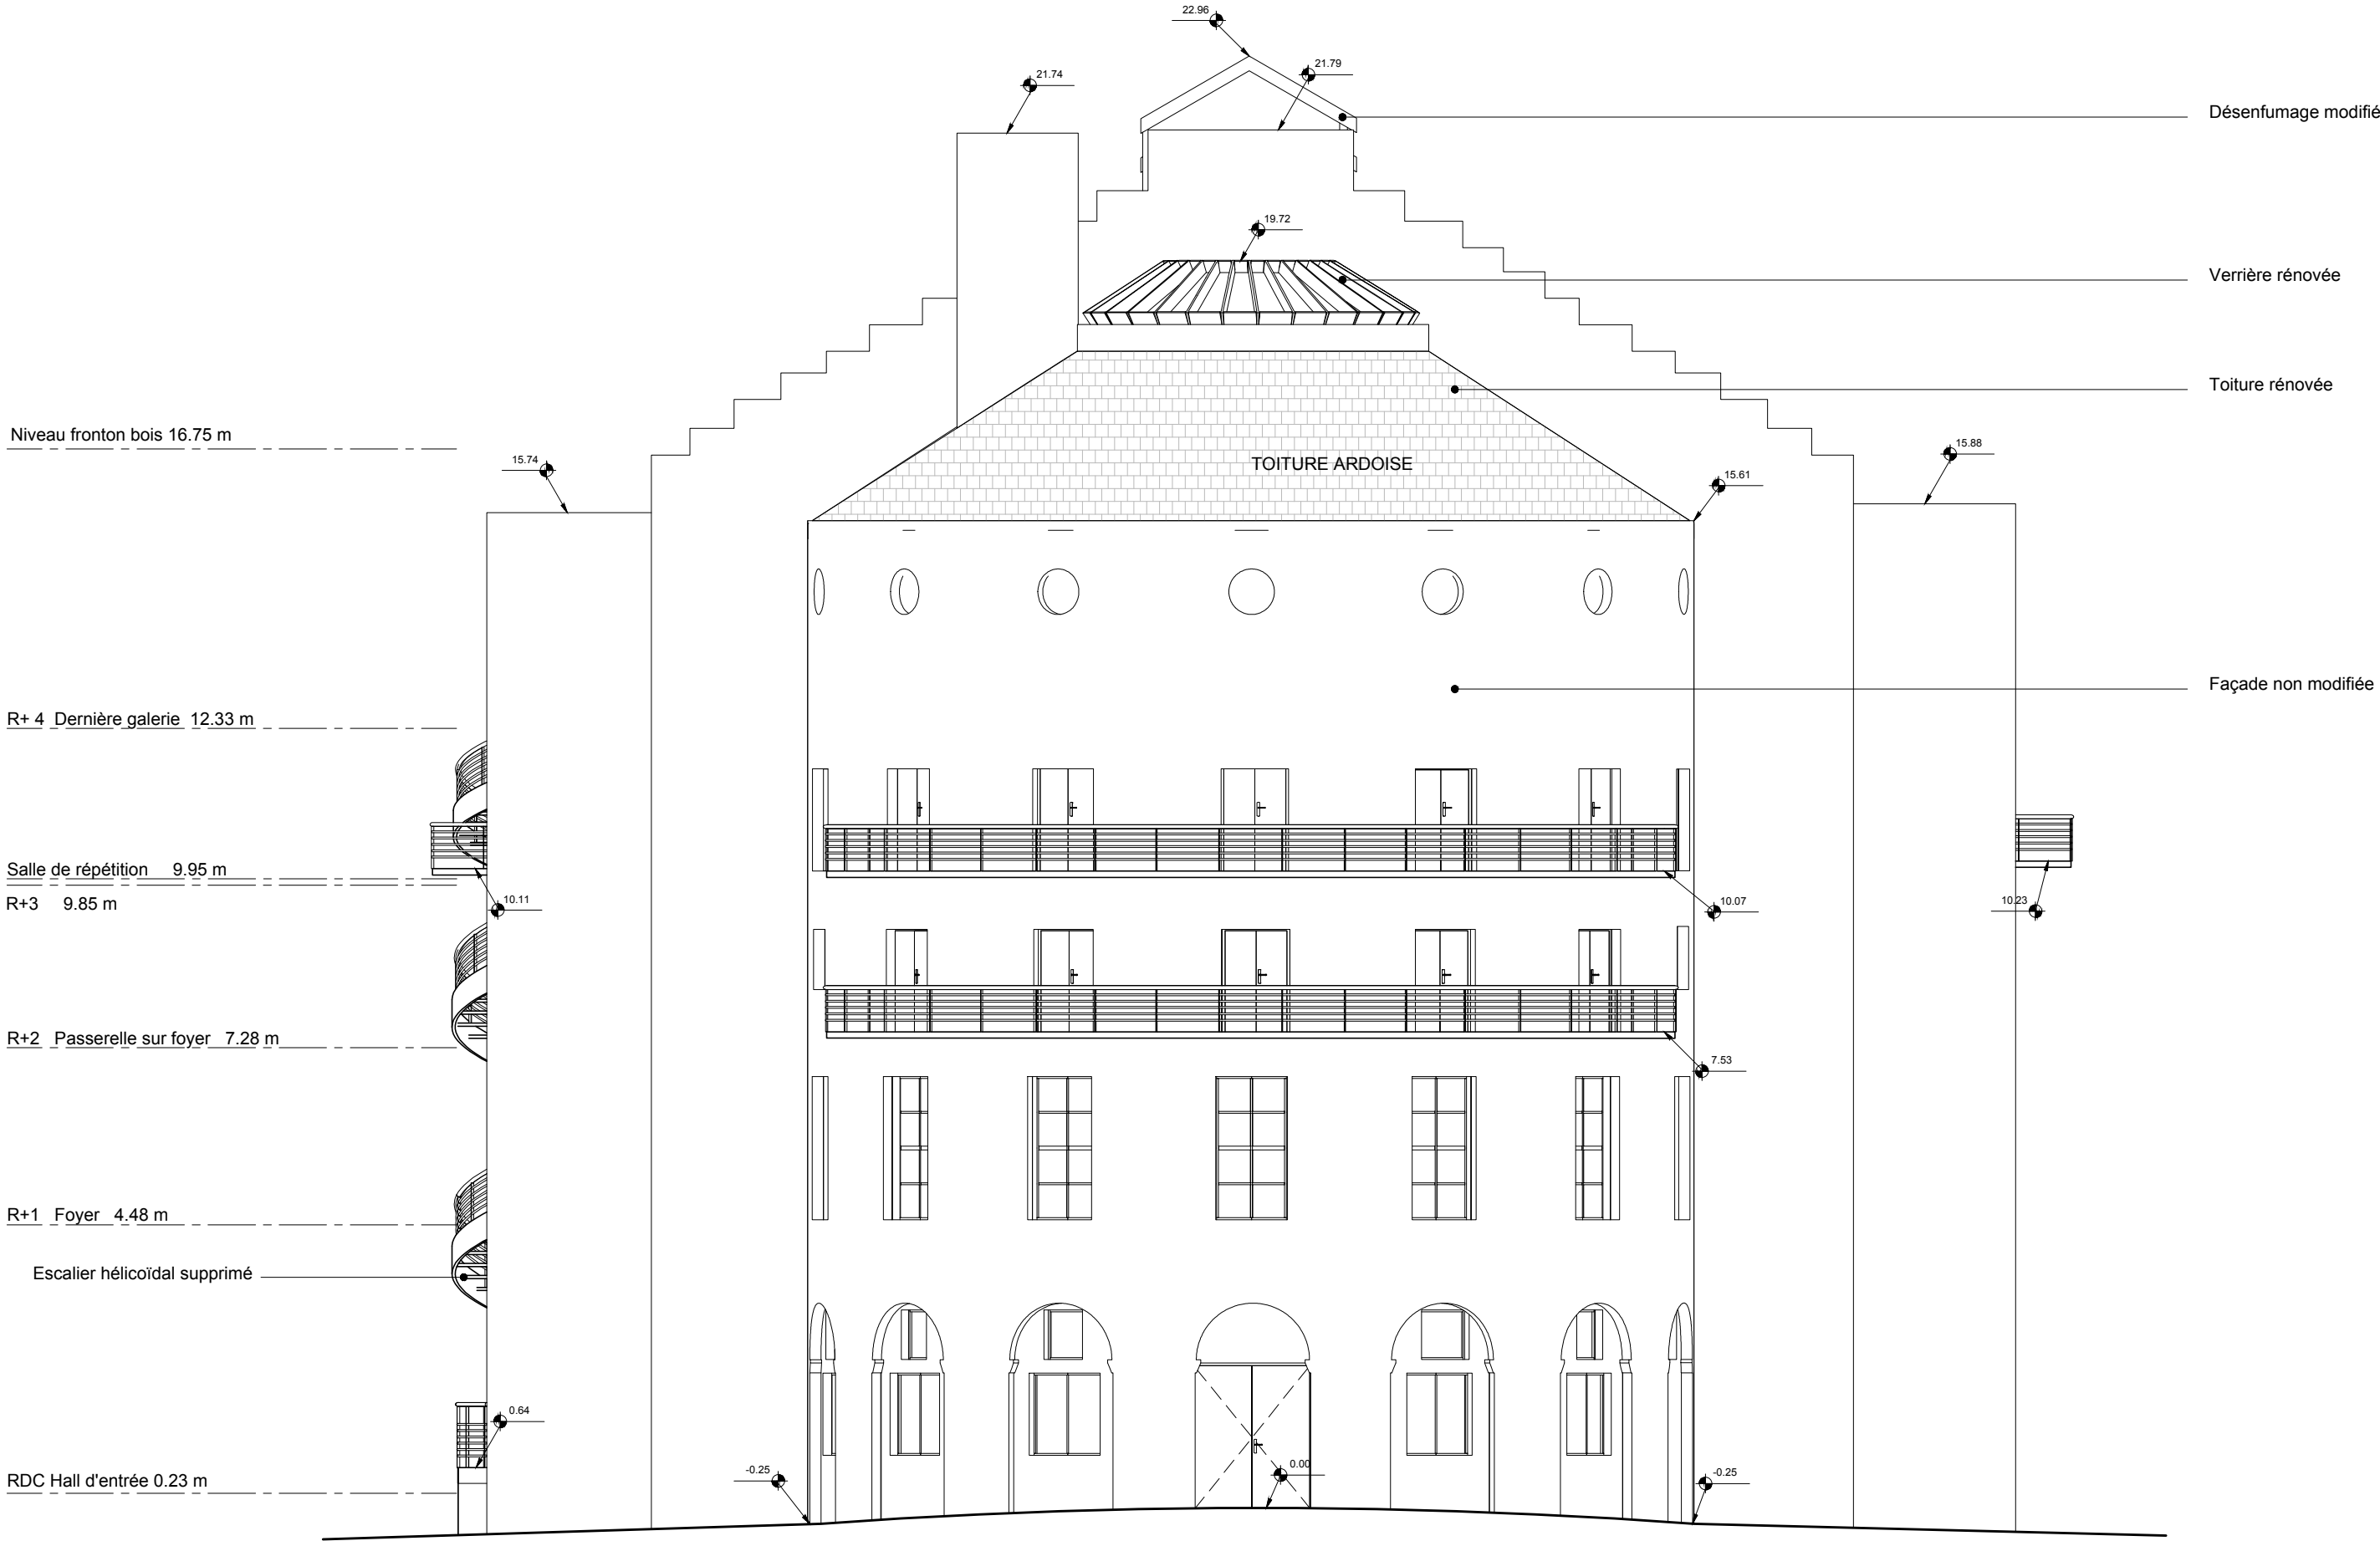 22.96
21.79
21.74
Désenfumage modifié
19.72
Verrière rénovée
Toiture rénovée
Niveau fronton bois 16.75 m
15.74
TOITURE ARDOISE
15.88
15.61
Façade non modifiée
R+ 4 Dernière galerie 12.33 m
Salle de répétition 9.95 m
R+3 9.85 m
10.11
10.07
10.23
R+2 Passerelle sur foyer 7.28 m
7.53
R+1 Foyer 4.48 m
Escalier hélicoïdal supprimé
0.64
RDC Hall d'entrée 0.23 m
-0.25
0.00
-0.25